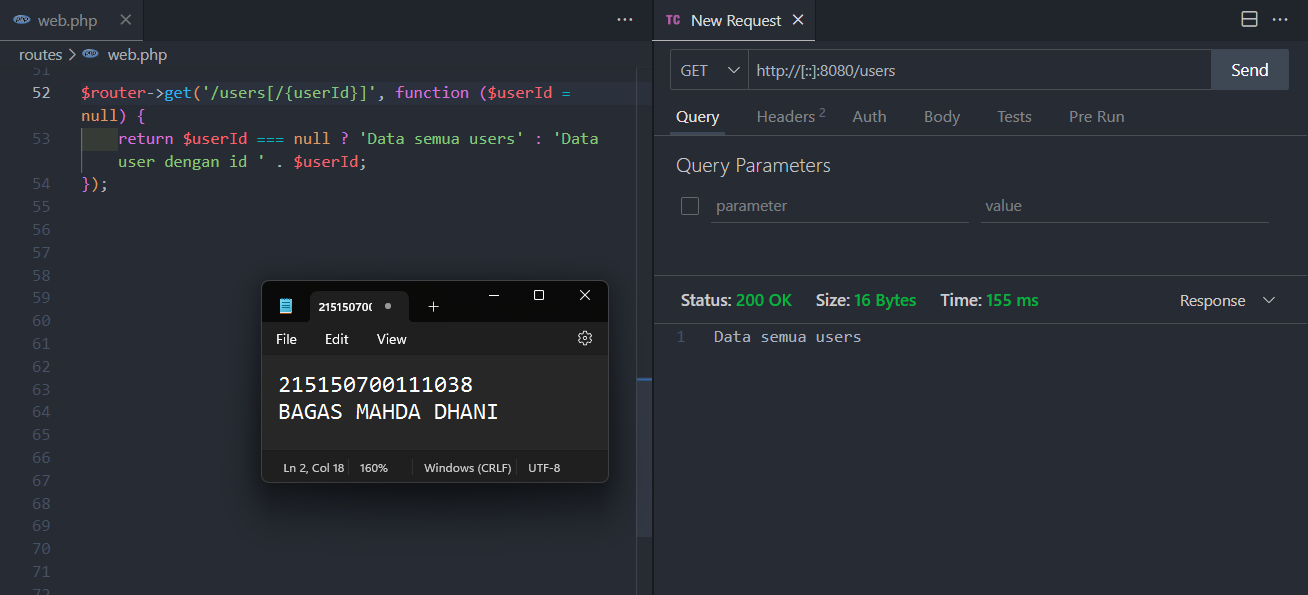 web.php
routes > web.php
51
52 $router->get('/users[/{userId}]', function ($userId =
null) {
53 return $userId === null ? 'Data semua users' : 'Data
user dengan id ' . $userId;
54 });
55
56
57
58
59
60
61
62
63
64
65
66
67
68
69
70
71
72
215150700
File Edit View
215150700111038
BAGAS MAHDA DHANI
Ln 2, Col 18 160% Windows (CRLF) UTF-8
TC New Request
GET http://[::]:8080/users Send
Query Headers 2 Auth Body Tests Pre Run
Query Parameters
parameter value
Status: 200 OK Size: 16 Bytes Time: 155 ms Response
1 Data semua users